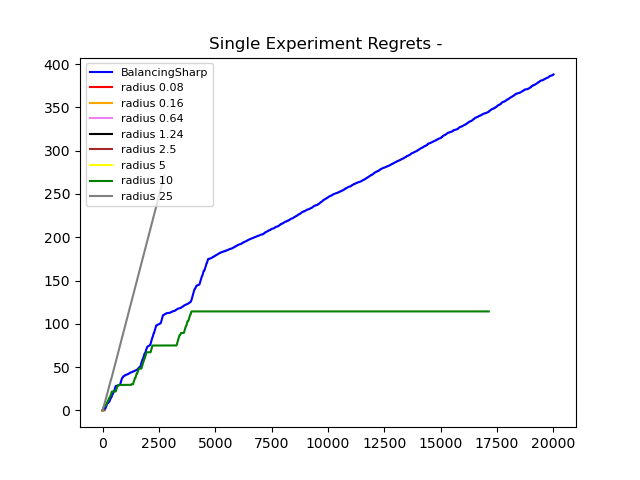 Single Experiment Regrets -
400
350
300
250
200
150
100
50
0
BalancingSharp
radius 0.08
radius 0.16
radius 0.64
radius 1.24
radius 2.5
radius 5
radius 10
radius 25
0 2500 5000 7500 10000 12500 15000 17500 20000